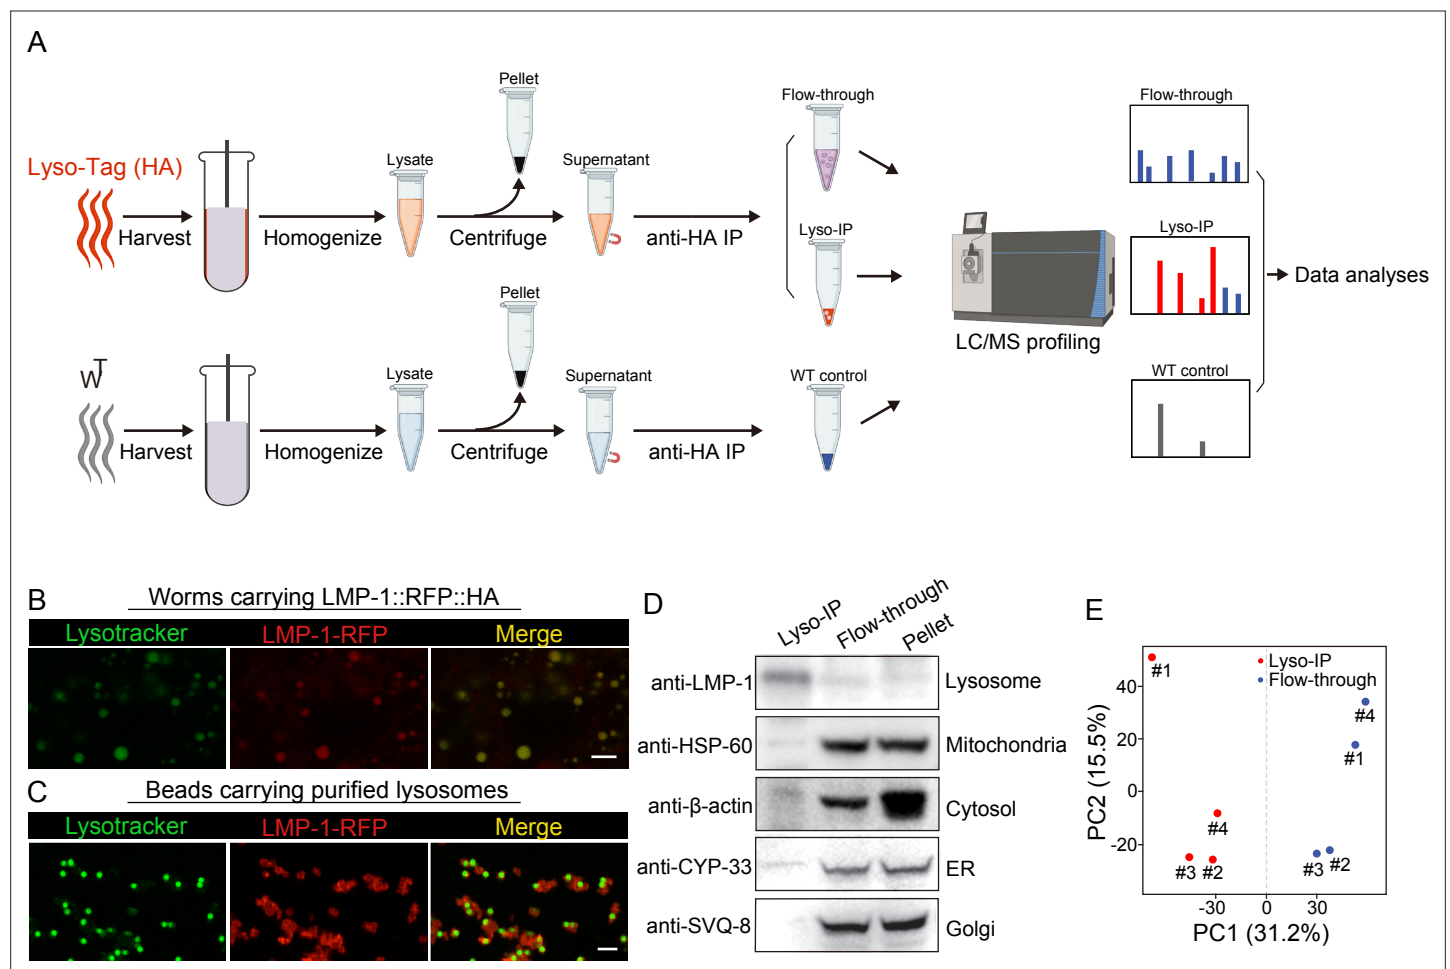 A
Lyso-Tag (HA)
Harvest
Homogenize
Lysate
Pellet
Centrifuge
Supernatant
anti-HA IP
Flow-through
Lyso-IP
WT
Harvest
Homogenize
Lysate
Pellet
Centrifuge
Supernatant
anti-HA IP
WT control
LC/MS profiling
Flow-through
Lyso-IP
WT control
Data analyses
B
Worms carrying LMP-1::RFP::HA
Lysotracker LMP-1-RFP Merge
C
Beads carrying purified lysosomes
Lysotracker LMP-1-RFP Merge
D
Lyso-IP Flow-through Pellet
anti-LMP-1 Lysosome
anti-HSP-60 Mitochondria
anti-β-actin Cytosol
anti-CYP-33 ER
anti-SVQ-8 Golgi
E
Lyso-IP
Flow-through
#1
#4
#1
#4
#3 #2
#3 #2
40
20
0
-20
PC2 (15.5%)
-30 0 30
PC1 (31.2%)